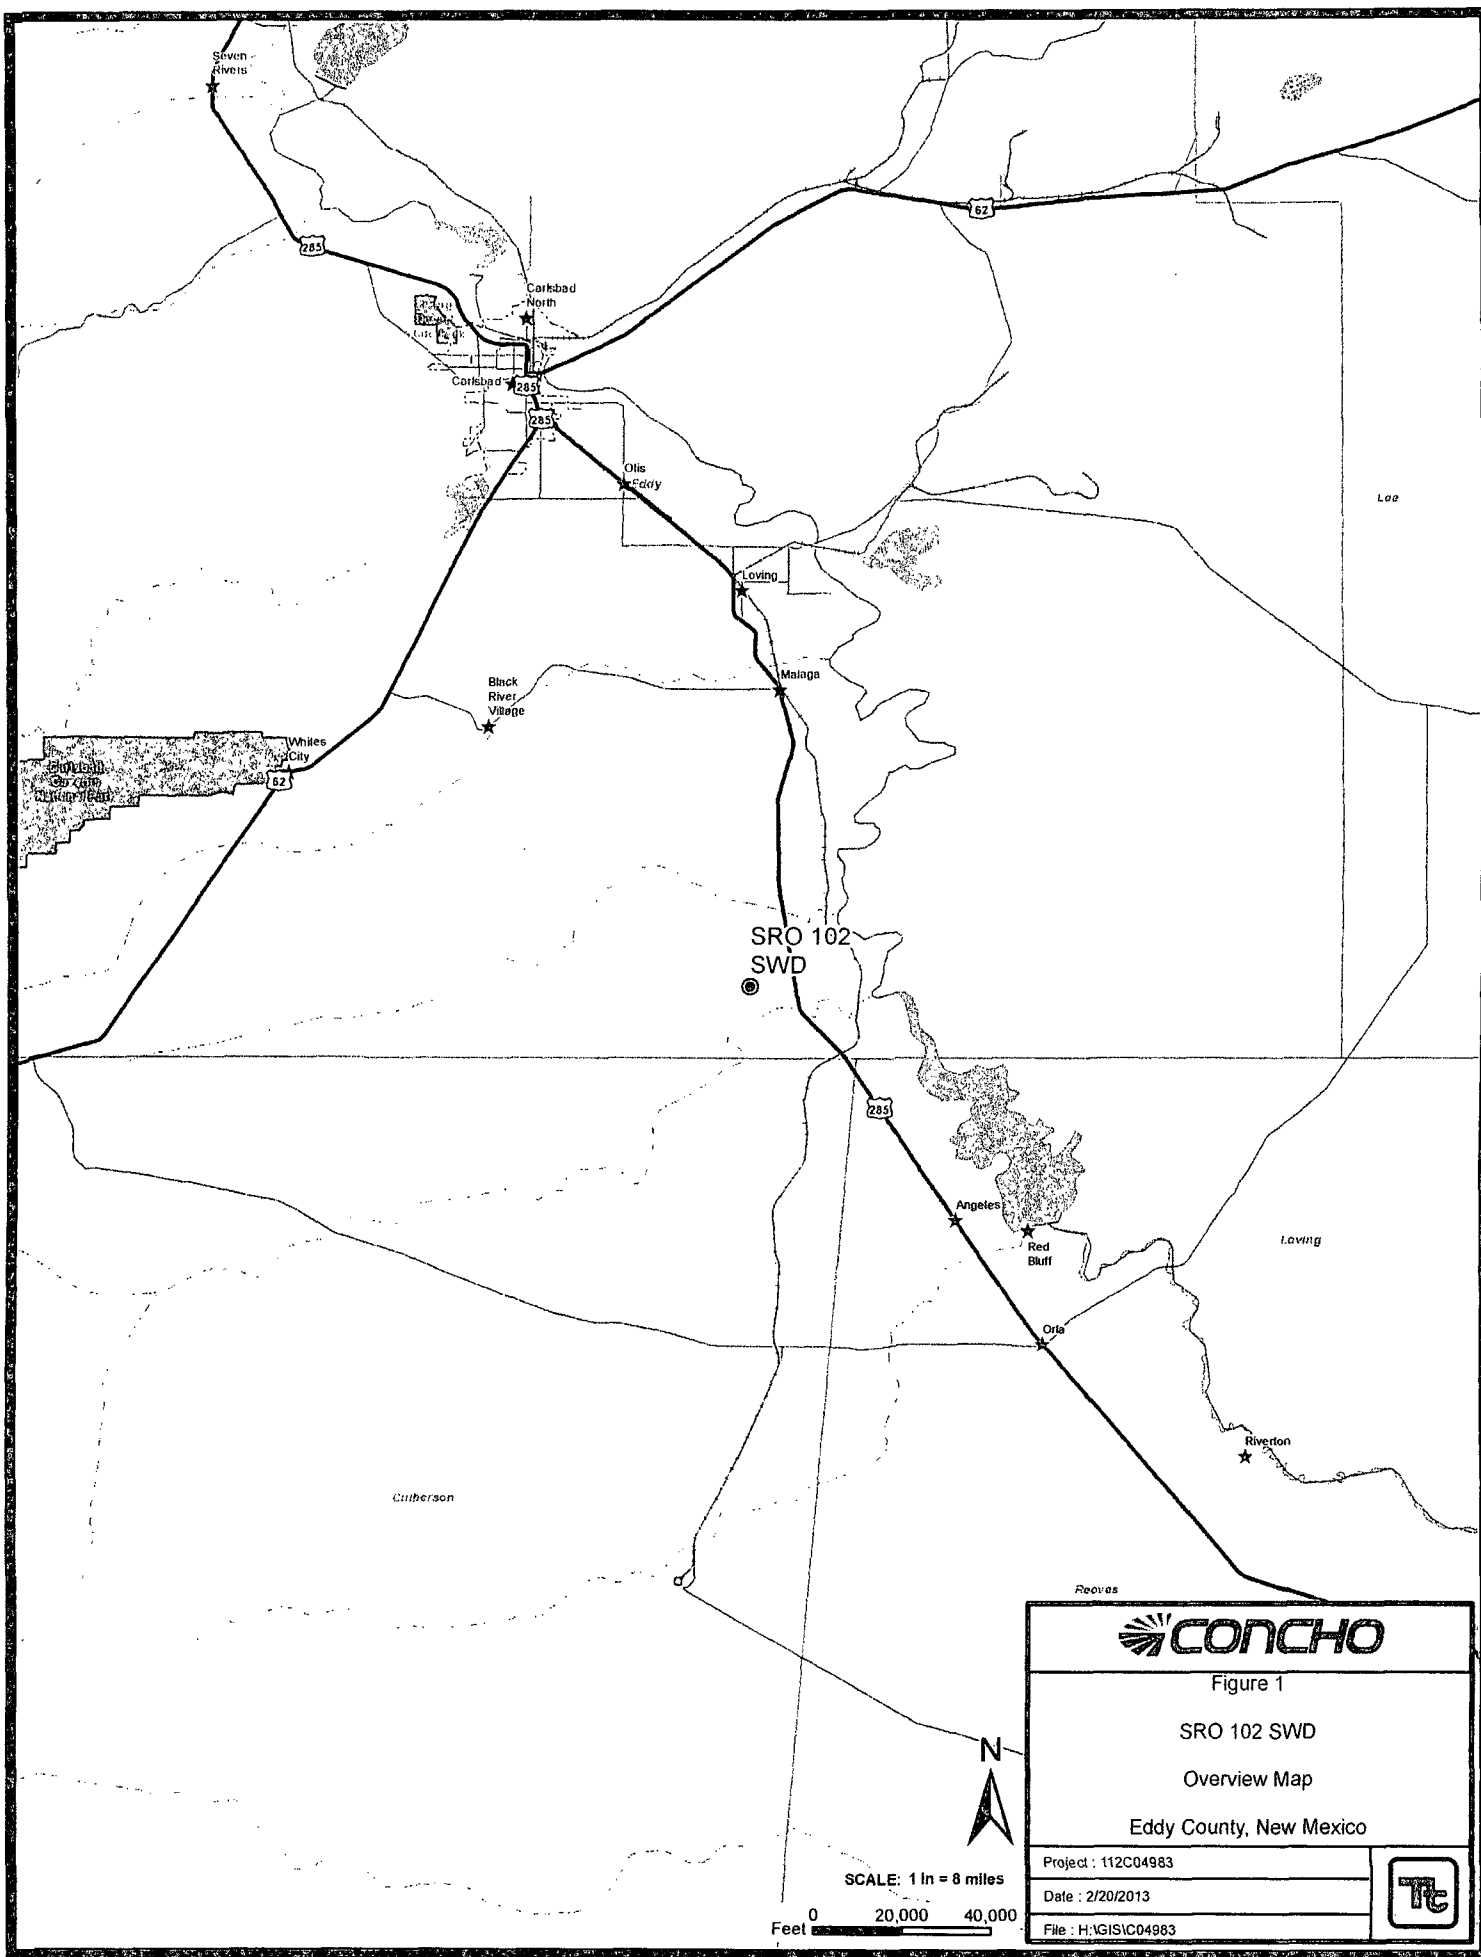 Seven
Rivers
62
285
Carlsbad
North
Carlsbad
285
285
Otis
Eddy
Lea
Loving
Malaga
Black
River
Village
Whites
City
62
SRO 102
SWD
285
Angeles
Red
Bluff
Loving
Orla
Riverton
Culberson
Reeves
CONCHO
Figure 1
SRO 102 SWD
Overview Map
Eddy County, New Mexico
N
Project : 112C04983
SCALE: 1 in = 8 miles
Date : 2/20/2013
0 20,000 40,000
Feet
File : H:\GIS\C04983